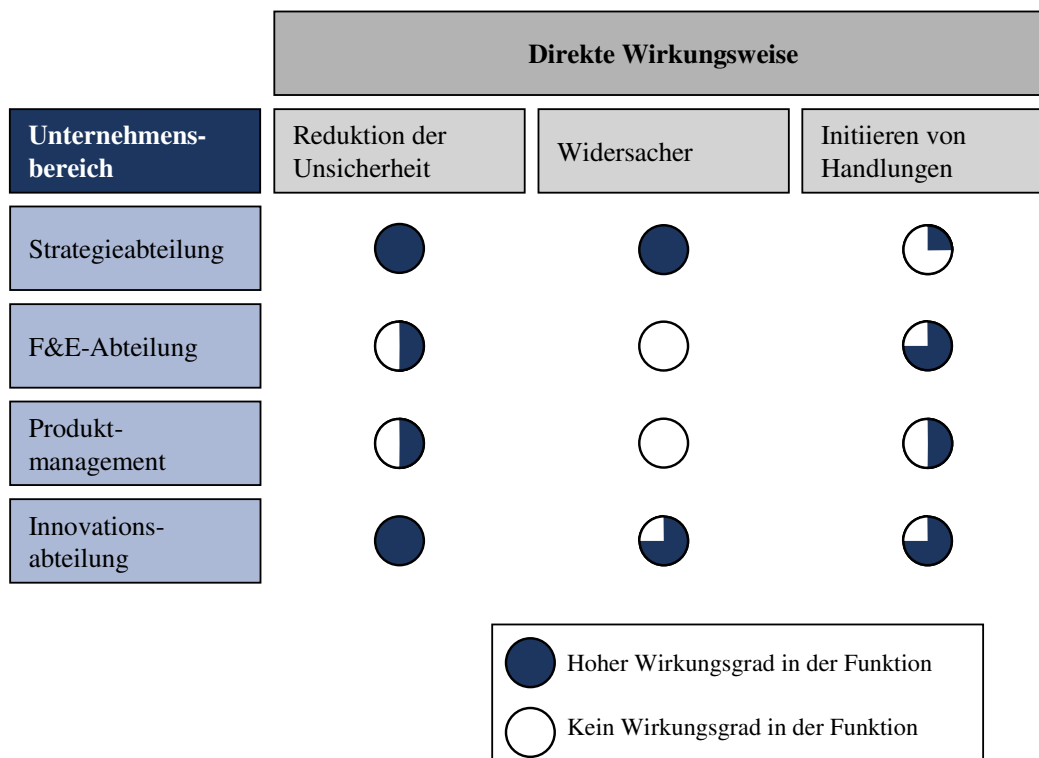 Direkte Wirkungsweise
Unternehmens-
bereich
Reduktion der
Unsicherheit
Widersacher
Initiieren von
Handlungen
Strategieabteilung
F&E-Abteilung
Produkt-
management
Innovations-
abteilung
Hoher Wirkungsgrad in der Funktion
Kein Wirkungsgrad in der Funktion